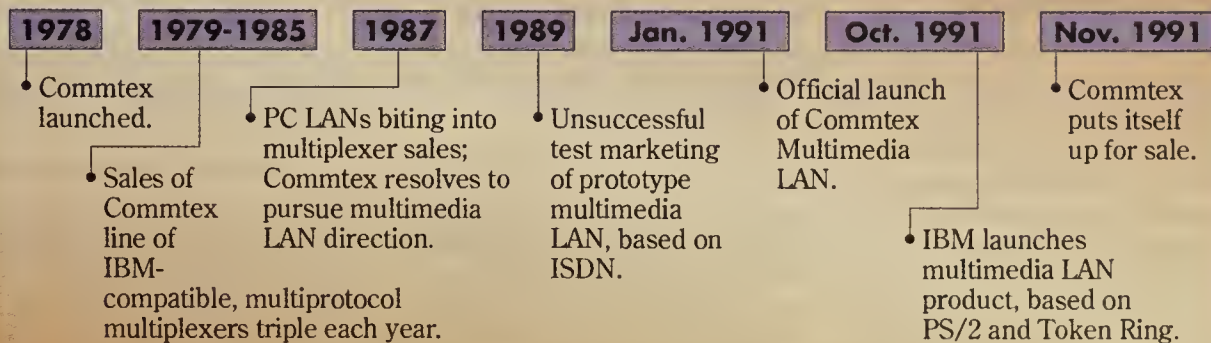 1978
Commtex
launched.
1979-1985
Sales of
Commtex
line of
IBM-
compatible, multiprotocol
multiplexers triple each year.
1987
PC LANs biting into
multiplexer sales;
Commtex resolves to
pursue multimedia
LAN direction.
1989
Unsuccessful
test marketing
of prototype
multimedia
LAN, based on
ISDN.
Jan. 1991
Official launch
of Commtex
Multimedia
LAN.
Oct. 1991
IBM launches
multimedia LAN
product, based on
PS/2 and Token Ring.
Nov. 1991
Commtex
puts itself
up for sale.